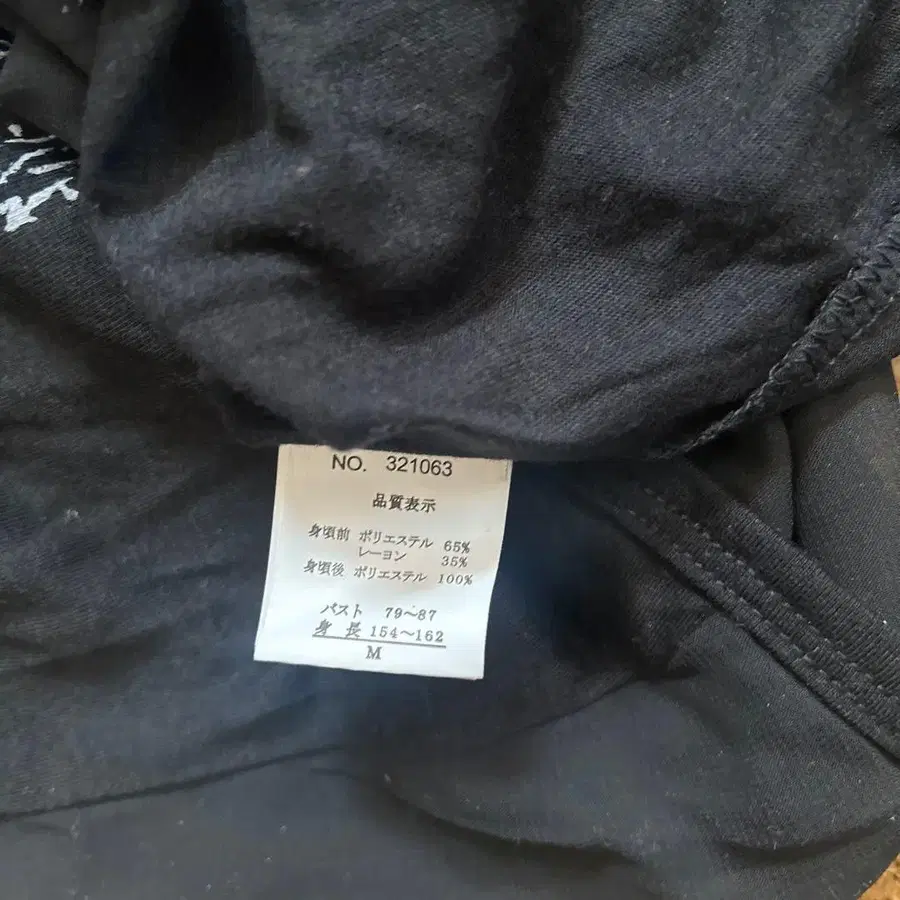 NO. 321063
品質表示
身頃前 ポリエステル 65%
レーヨン 35%
身頃後 ポリエステル 100%
バスト 79〜87
身長 154〜162
M